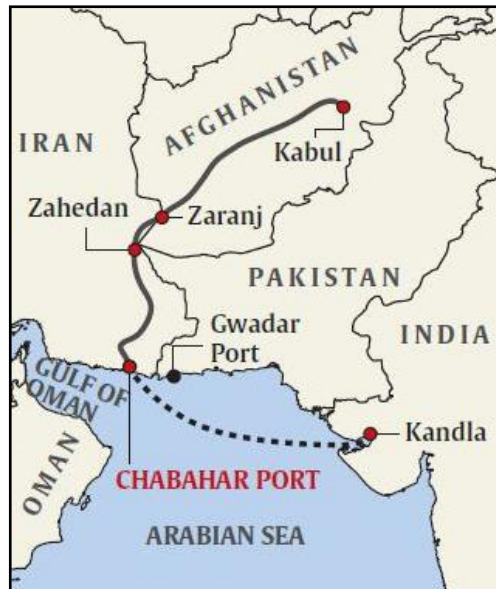 AFGHANISTAN
IRAN
Kabul
Zahedan
Zaranj
PAKISTAN
Gwadar
Port
INDIA
GULF OF
OMAN
Kandla
OMAN
CHABAHAR PORT
ARABIAN SEA